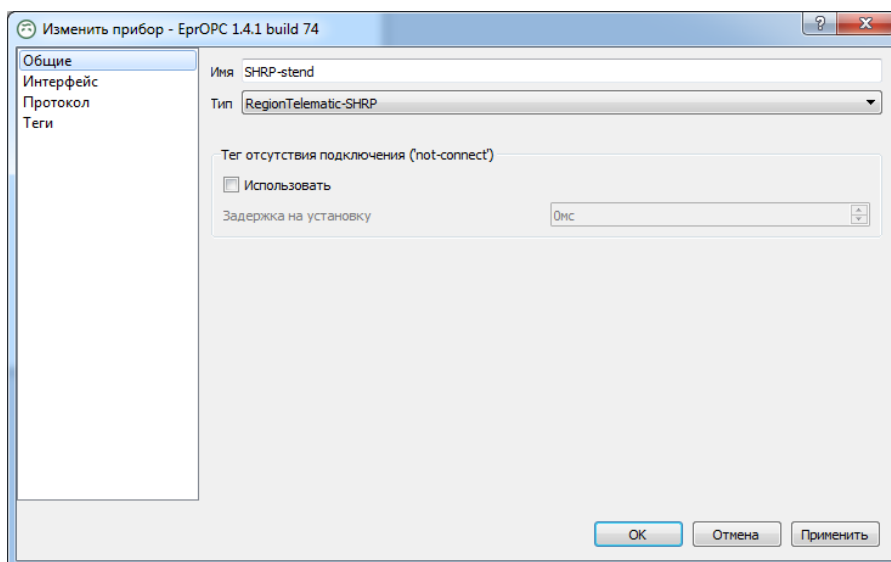 Изменить прибор - EprOPC 1.4.1 build 74
Общие
Интерфейс
Протокол
Теги
Имя SHRP-stend
Тип RegionTelematic-SHRP
Тег отсутствия подключения ('not-connect')
Использовать
Задержка на установку 0мс
OK Отмена Применить